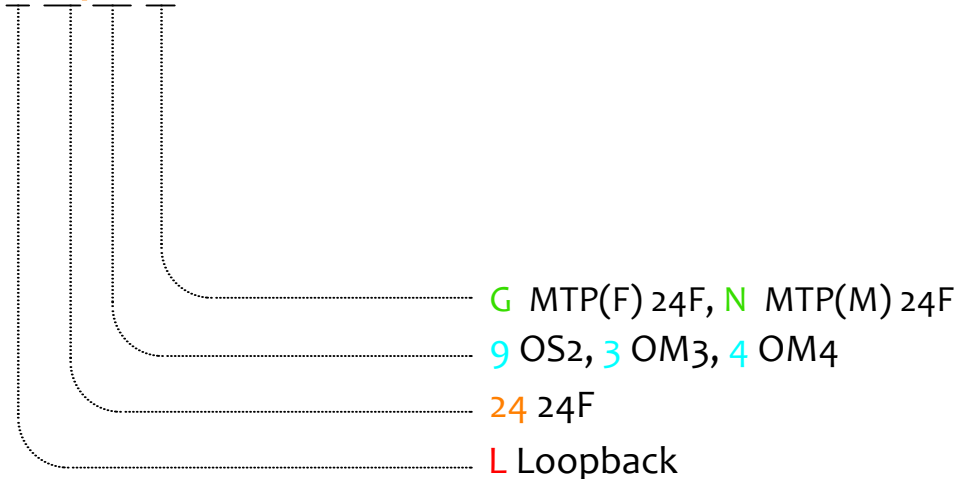 G MTP(F) 24F, N MTP(M) 24F
9 OS2, 3 OM3, 4 OM4
24 24F
L Loopback